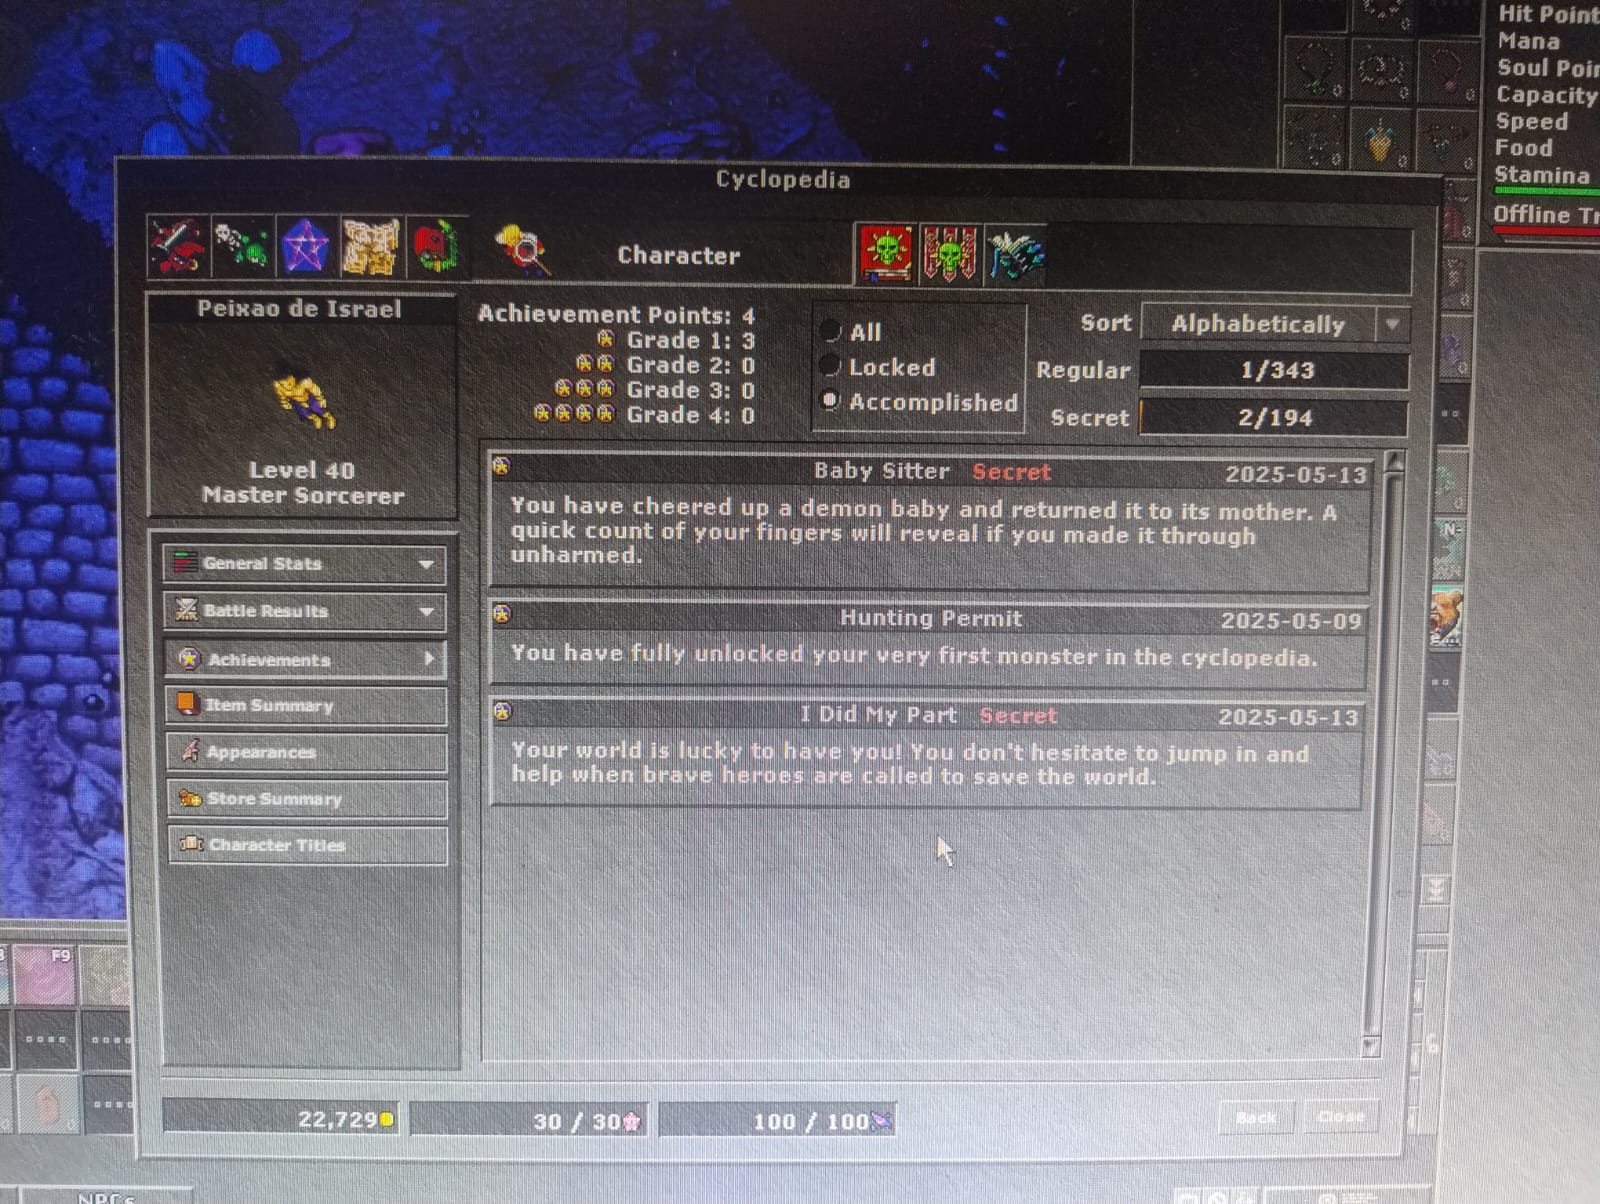 Hit Point
Mana
Soul Poin
Capacity
Speed
Food
Stamina
Offline Tr
Cyclopedia
Character
Peixao de Israel
Level 40
Master Sorcerer
General Stats
Battle Results
Achievements
Item Summary
Appearances
Store Summary
Character Titles
Achievement Points: 4
Grade 1: 3
Grade 2: 0
Grade 3: 0
Grade 4: 0
All
Locked
Accomplished
Sort Alphabetically
Regular 1/343
Secret 2/194
Baby Sitter Secret 2025-05-13
You have cheered up a demon baby and returned it to its mother. A
quick count of your fingers will reveal if you made it through
unharmed.
Hunting Permit 2025-05-09
You have fully unlocked your very first monster in the cyclopedia.
I Did My Part Secret 2025-05-13
Your world is lucky to have you! You don't hesitate to jump in and
help when brave heroes are called to save the world.
F9
22,729
30 / 30
100 / 100
Back
Close
NPCs